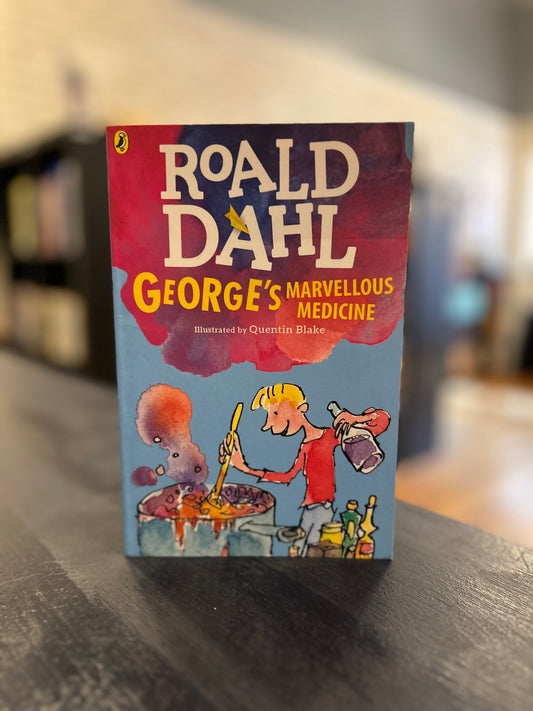 ROALD
DAHL
GEORGE'S MARVELLOUS
MEDICINE
Illustrated by Quentin Blake